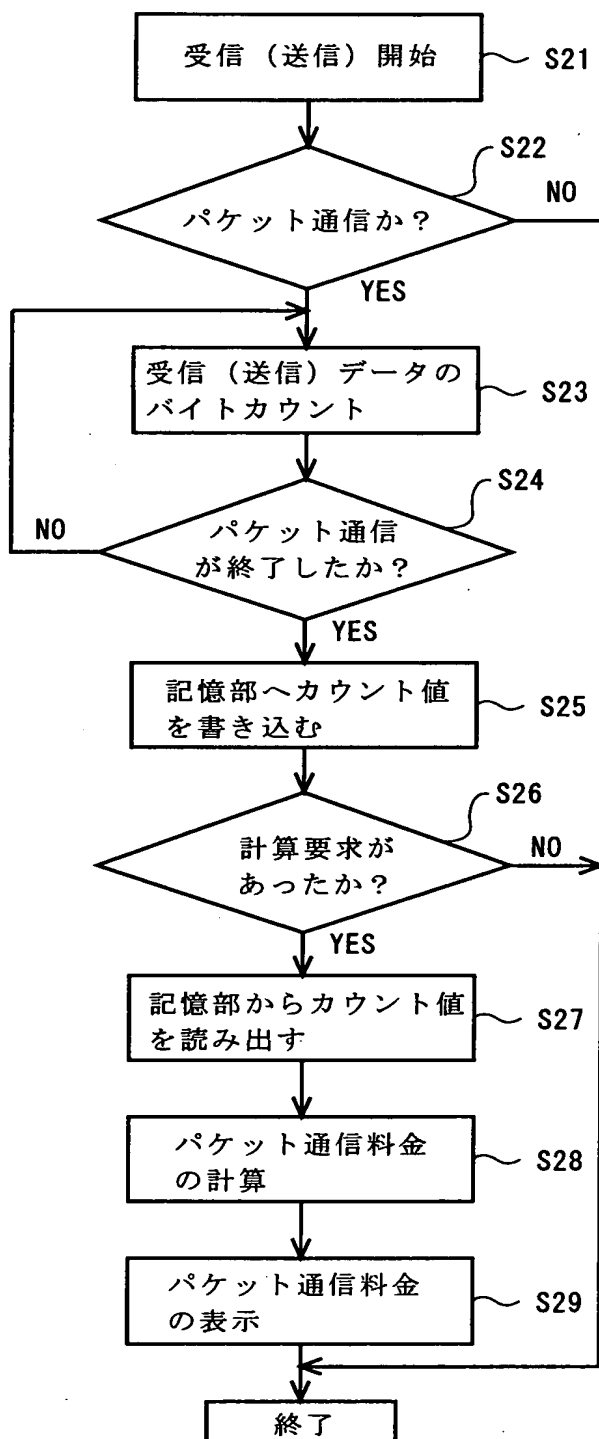 受信（送信）開始
S21
S22
パケット通信か？
NO
YES
受信（送信）データの
バイトカウント
S23
S24
パケット通信
が終了したか？
NO
YES
記憶部へカウント値
を書き込む
S25
S26
計算要求が
あったか？
NO
YES
記憶部からカウント値
を読み出す
S27
パケット通信料金
の計算
S28
パケット通信料金
の表示
S29
終了